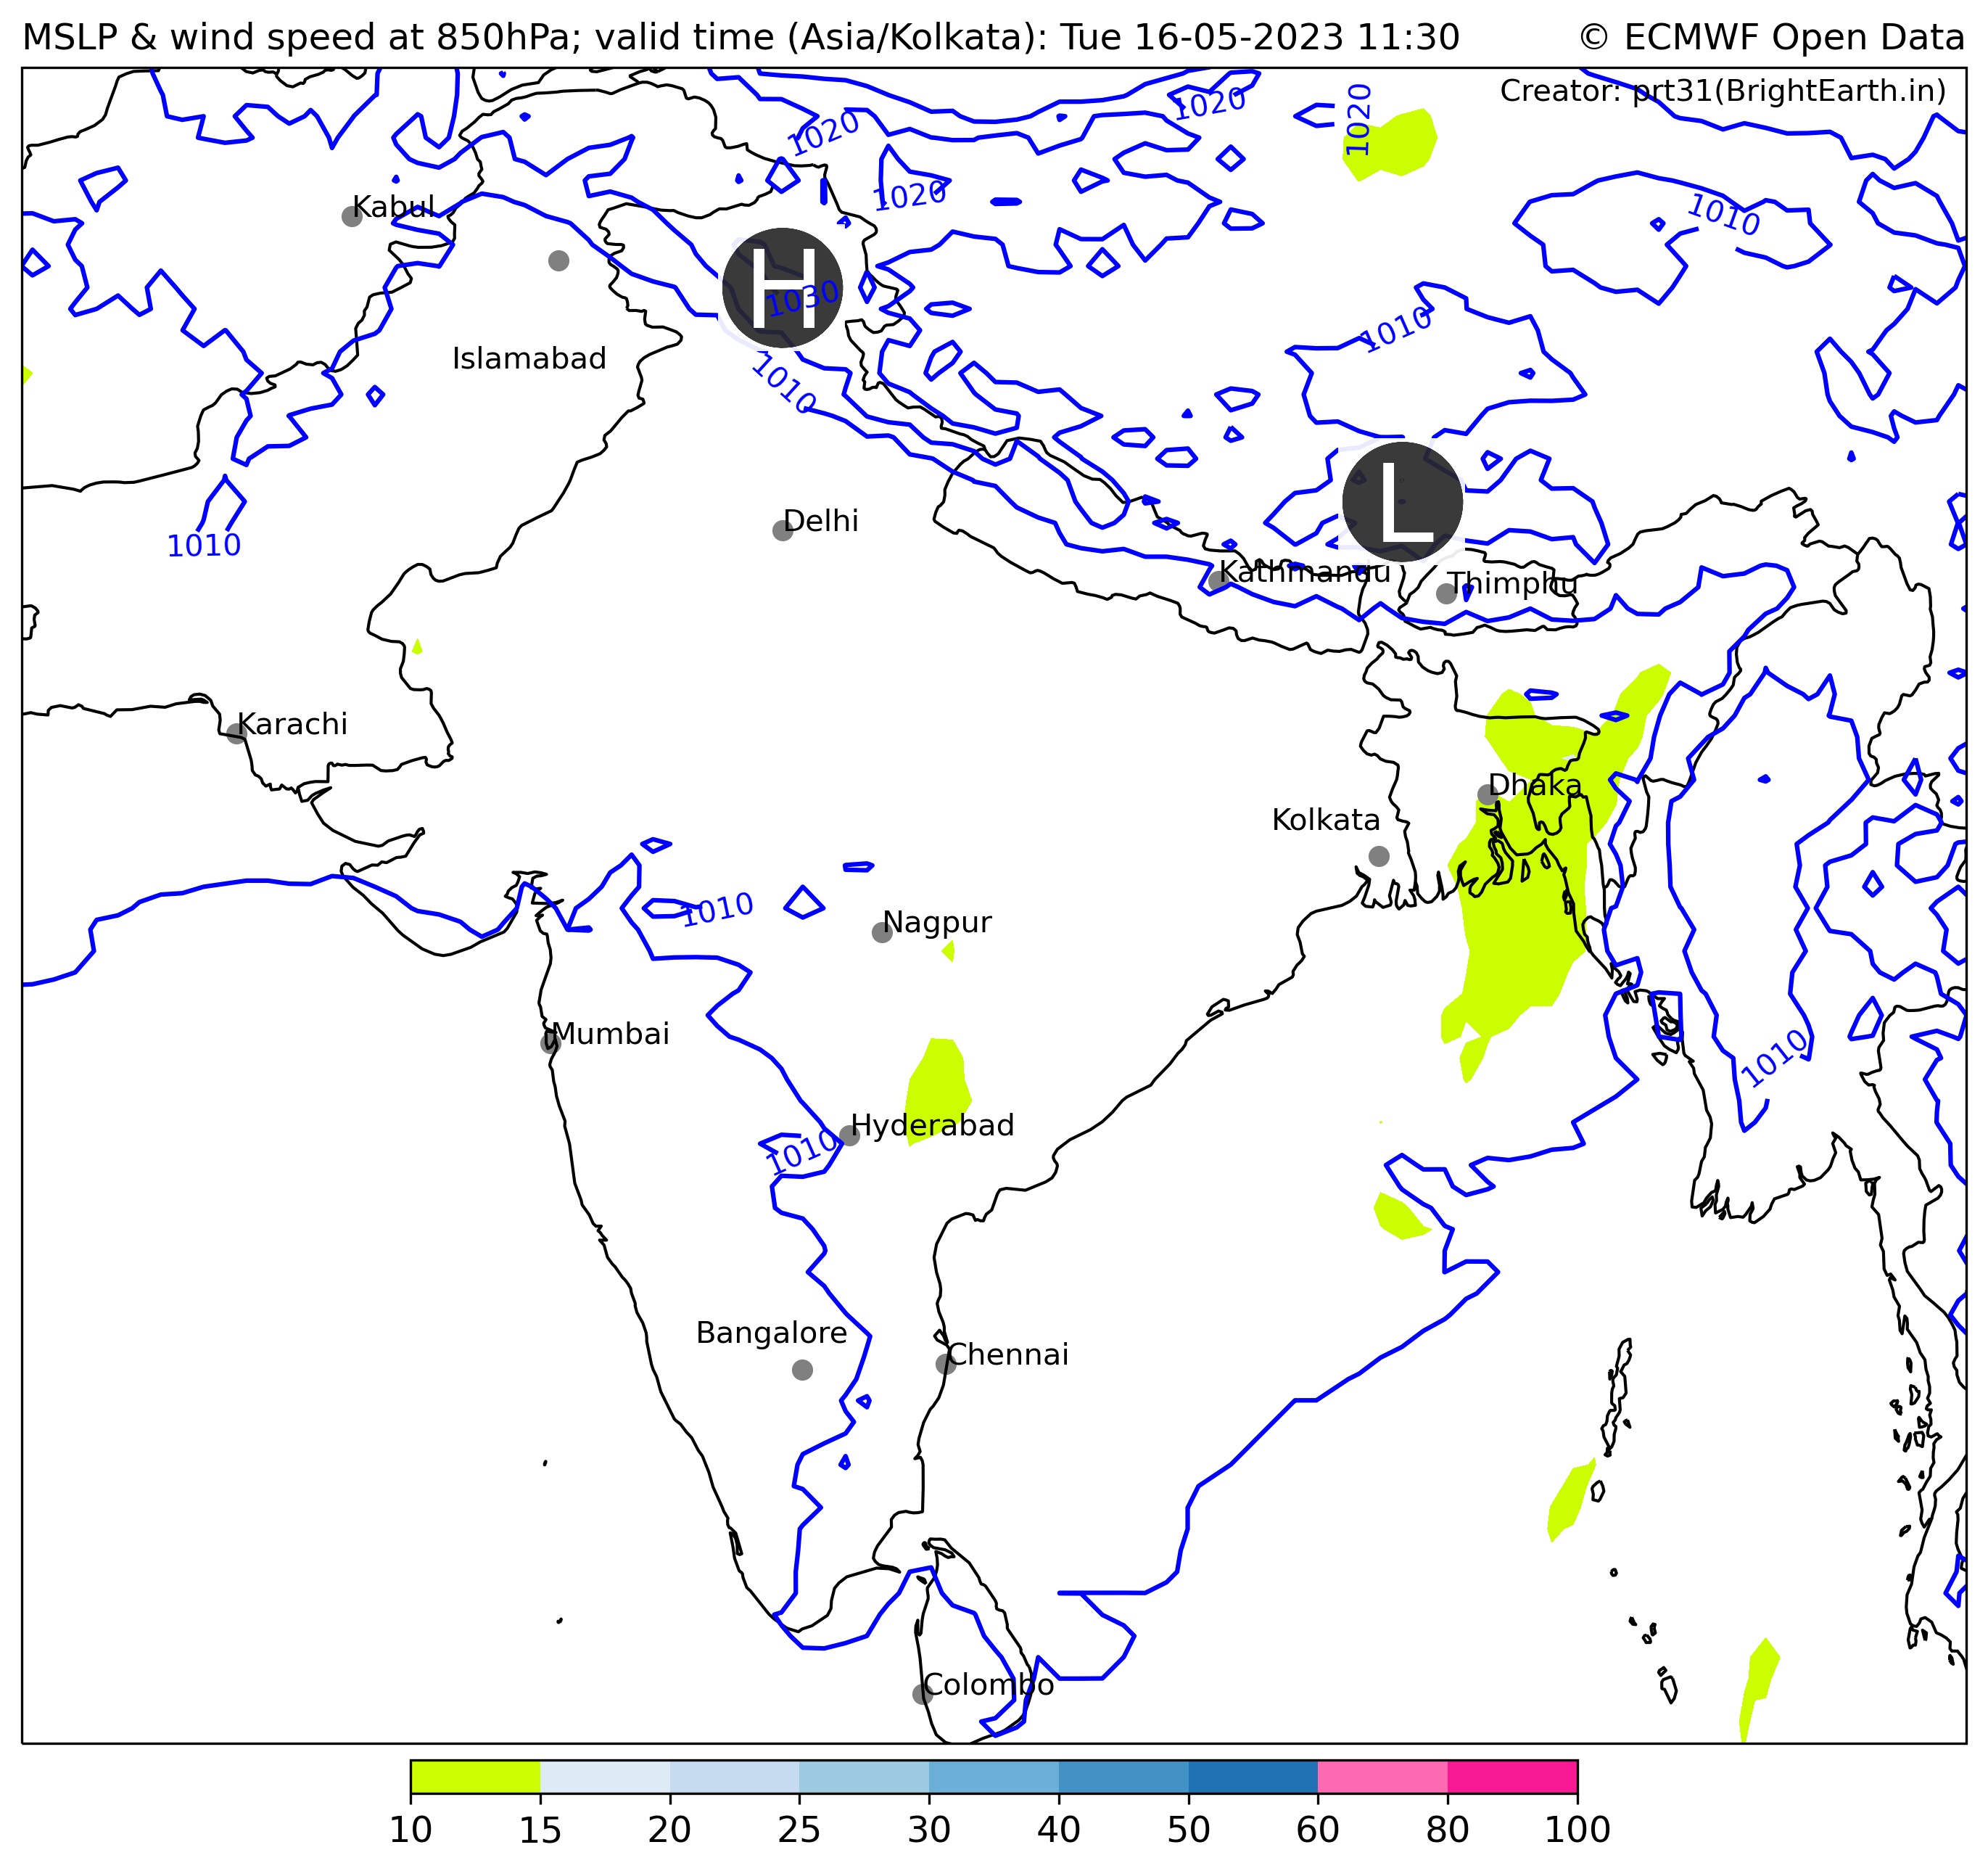 MSLP & wind speed at 850hPa; valid time (Asia/Kolkata): Tue 16-05-2023 11:30
© ECMWF Open Data
Creator: prt31(BrightEarth.in)
1020
1020
1020
1020
Kabul
1010
H
1030
1010
Islamabad
1010
L
Delhi
1010
Kathmandu
Thimphu
Karachi
Dhaka
Kolkata
1010
Nagpur
Mumbai
1010
Hyderabad
1010
Bangalore
Chennai
Colombo
10 15 20 25 30 40 50 60 80 100